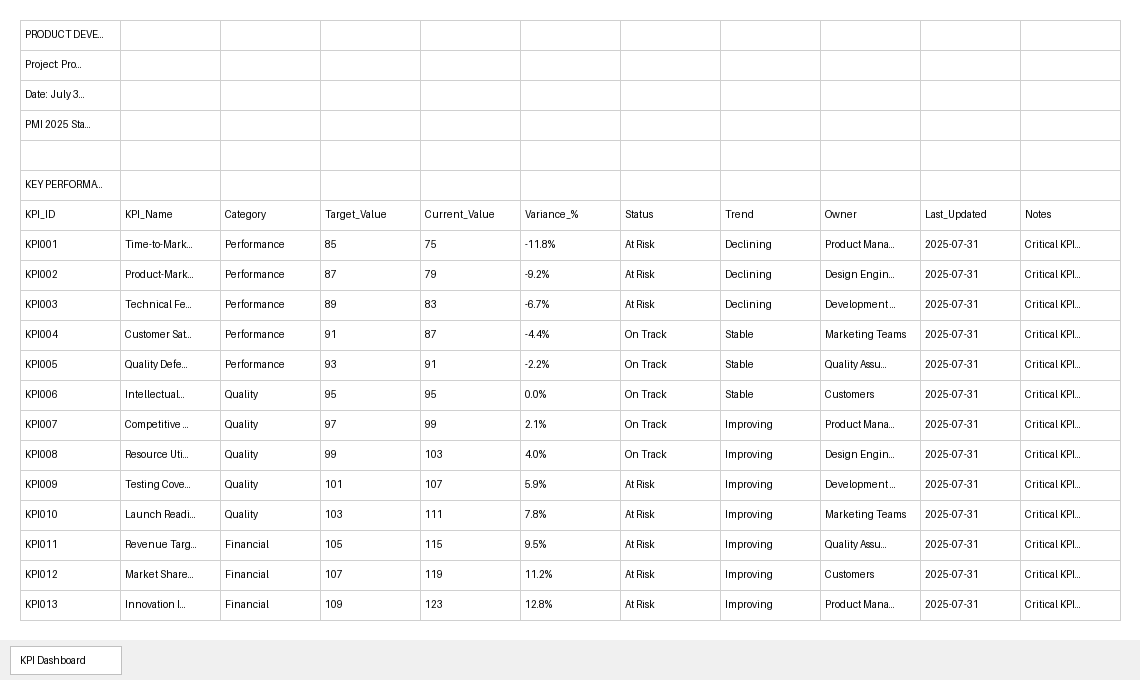 PRODUCT DEVE...
Project: Pro...
Date: July 3...
PMI 2025 Sta...
KEY PERFORMA...
KPI_ID KPI_Name Category Target_Value Current_Value Variance_% Status Trend Owner Last_Updated Notes
KPI001 Time-to-Mark... Performance 85 75 -11.8% At Risk Declining Product Mana... 2025-07-31 Critical KPI...
KPI002 Product-Mark... Performance 87 79 -9.2% At Risk Declining Design Engin... 2025-07-31 Critical KPI...
KPI003 Technical Fe... Performance 89 83 -6.7% At Risk Declining Development ... 2025-07-31 Critical KPI...
KPI004 Customer Sat... Performance 91 87 -4.4% On Track Stable Marketing Teams 2025-07-31 Critical KPI...
KPI005 Quality Defe... Performance 93 91 -2.2% On Track Stable Quality Assu... 2025-07-31 Critical KPI...
KPI006 Intellectual... Quality 95 95 0.0% On Track Stable Customers 2025-07-31 Critical KPI...
KPI007 Competitive ... Quality 97 99 2.1% On Track Improving Product Mana... 2025-07-31 Critical KPI...
KPI008 Resource Uti... Quality 99 103 4.0% On Track Improving Design Engin... 2025-07-31 Critical KPI...
KPI009 Testing Cove... Quality 101 107 5.9% At Risk Improving Development ... 2025-07-31 Critical KPI...
KPI010 Launch Readi... Quality 103 111 7.8% At Risk Improving Marketing Teams 2025-07-31 Critical KPI...
KPI011 Revenue Targ... Financial 105 115 9.5% At Risk Improving Quality Assu... 2025-07-31 Critical KPI...
KPI012 Market Share... Financial 107 119 11.2% At Risk Improving Customers 2025-07-31 Critical KPI...
KPI013 Innovation I... Financial 109 123 12.8% At Risk Improving Product Mana... 2025-07-31 Critical KPI...
KPI Dashboard